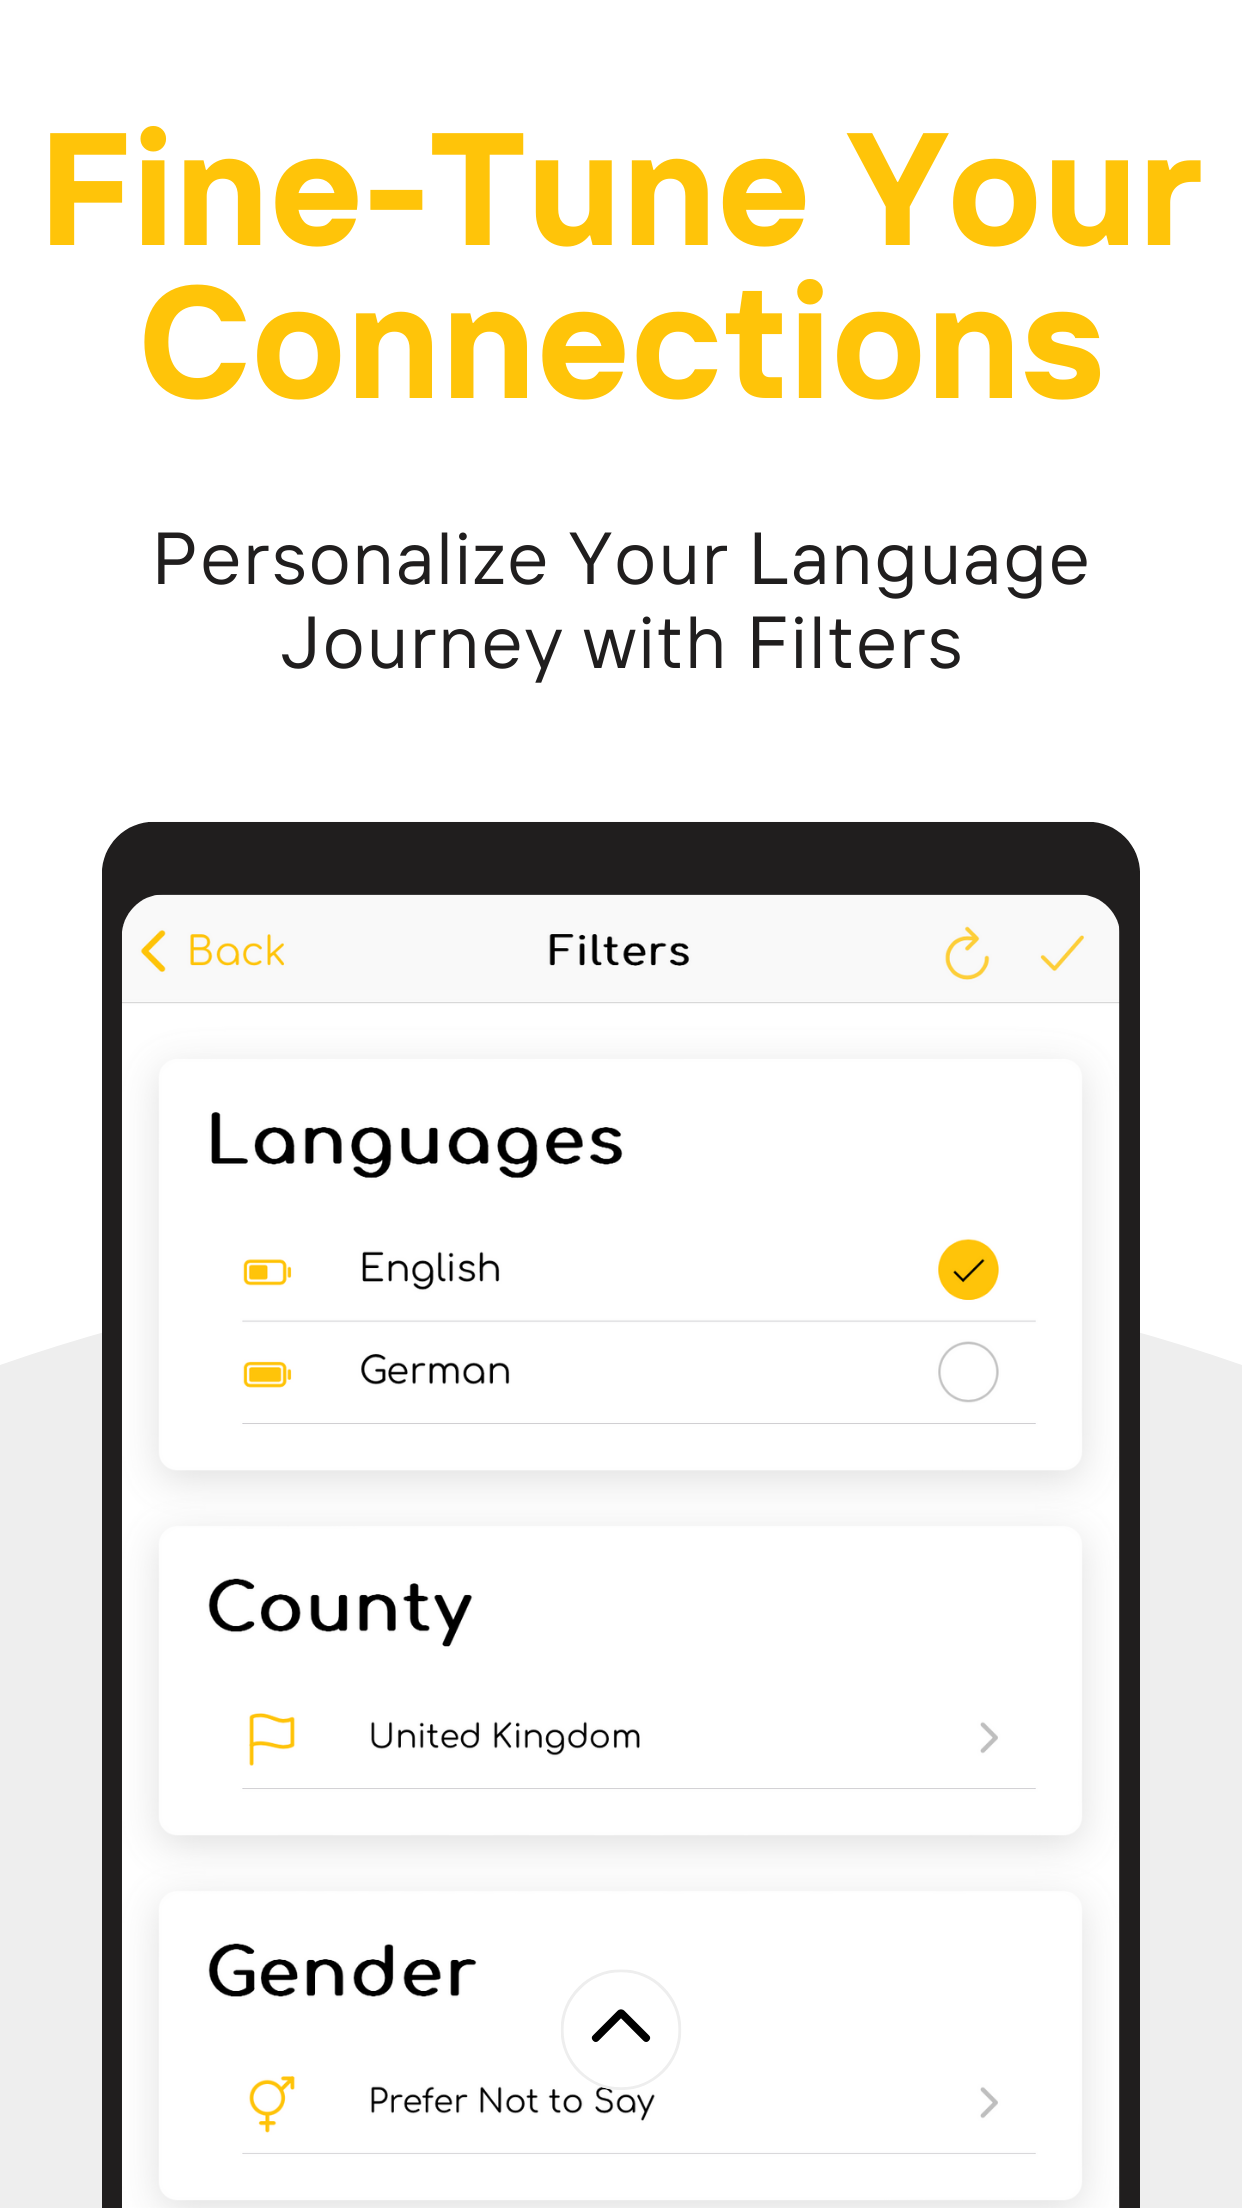 Fine-Tune Your
Connections
Personalize Your Language
Journey with Filters
Back Filters
Languages
English
German
County
United Kingdom
Gender
Prefer Not to Say